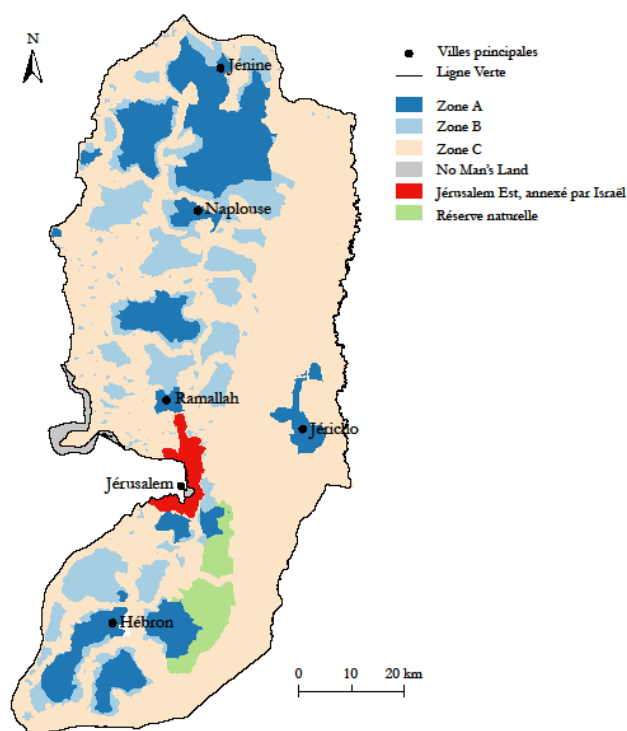 N
Villes principales
Ligne Verte
Zone A
Zone B
Zone C
No Man's Land
Jérusalem Est, annexé par Israël
Réserve naturelle
Jénine
Naplouse
Ramallah
Jéricho
Jérusalem
Hébron
0 10 20 km